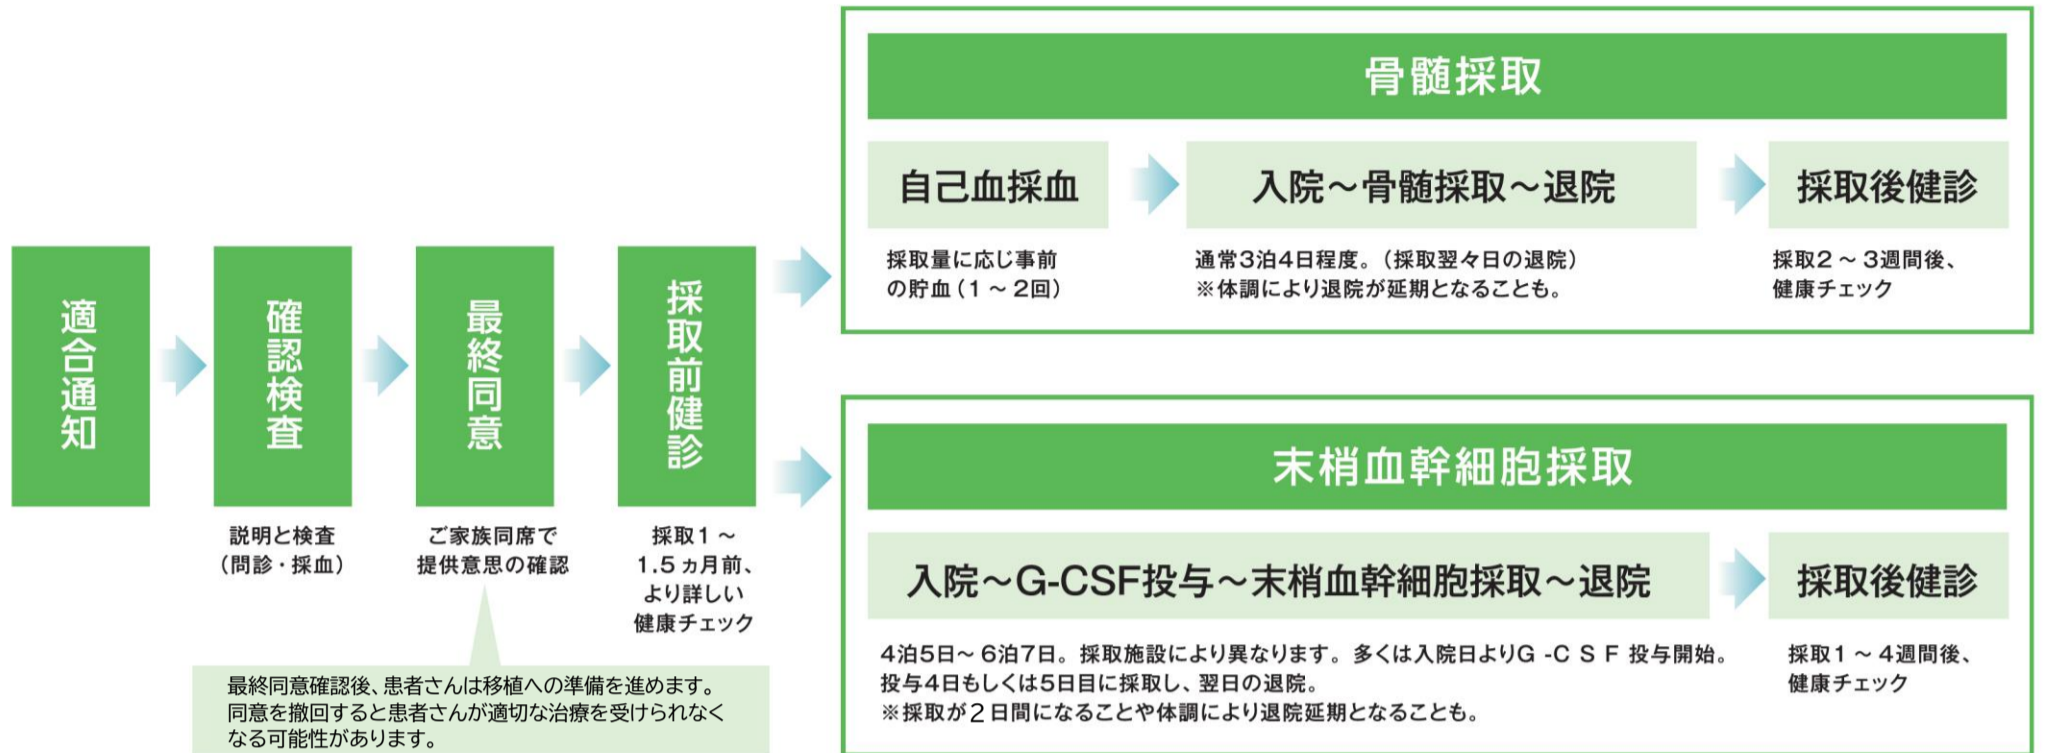 適合通知
確認検査
説明と検査
(問診・採血)
最終同意
ご家族同席で
提供意思の確認
最終同意確認後、患者さんは移植への準備を進めます。
同意を撤回すると患者さんが適切な治療を受けられなく
なる可能性があります。
採取前健診
採取1～
1.5ヵ月前、
より詳しい
健康チェック
骨髄採取
自己血採血
採取量に応じ事前
の貯血(1～2回)
入院～骨髄採取～退院
通常3泊4日程度。(採取翌々日の退院)
※体調により退院が延期となることも。
採取後健診
採取2～3週間後、
健康チェック
末梢血幹細胞採取
入院～G-CSF投与～末梢血幹細胞採取～退院
4泊5日～6泊7日。採取施設により異なります。多くは入院日よりG-CSF投与開始。
投与4日もしくは5日目に採取し、翌日の退院。
※採取が2日間になることや体調により退院延期となることも。
採取後健診
採取1～4週間後、
健康チェック